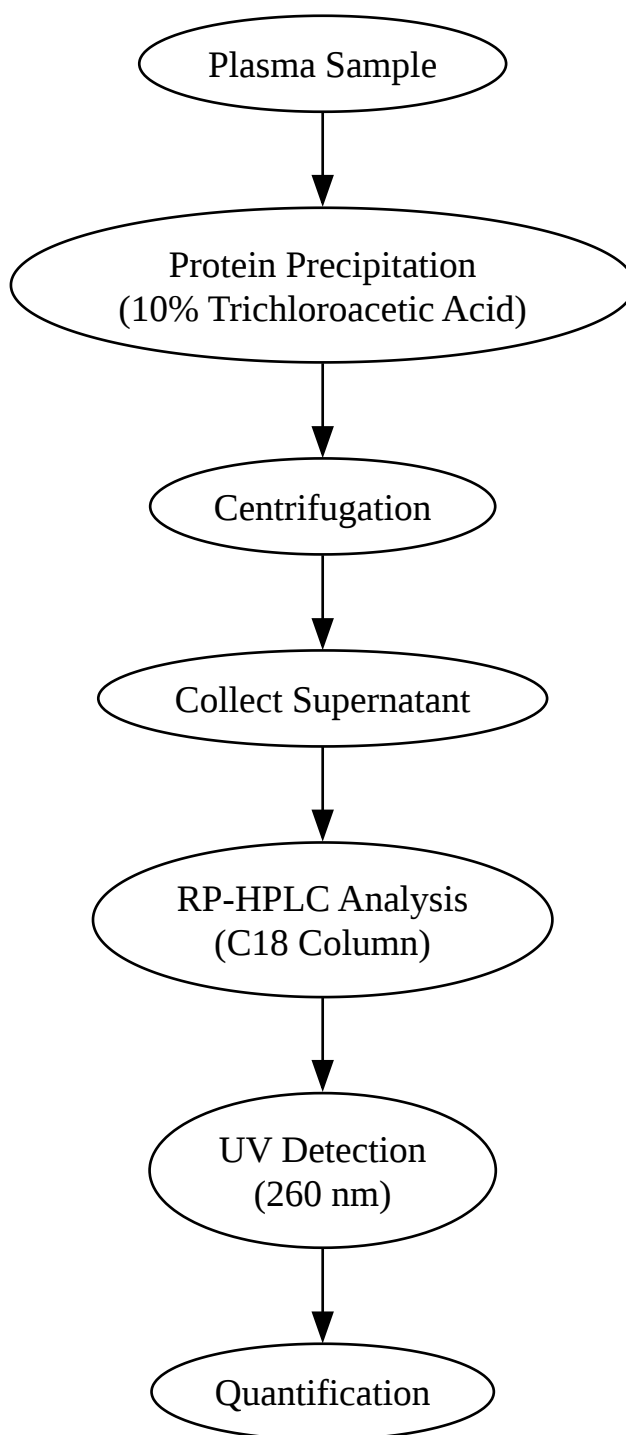 Plasma Sample
Protein Precipitation
(10% Trichloroacetic Acid)
Centrifugation
Collect Supernatant
RP-HPLC Analysis
(C18 Column)
UV Detection
(260 nm)
Quantification